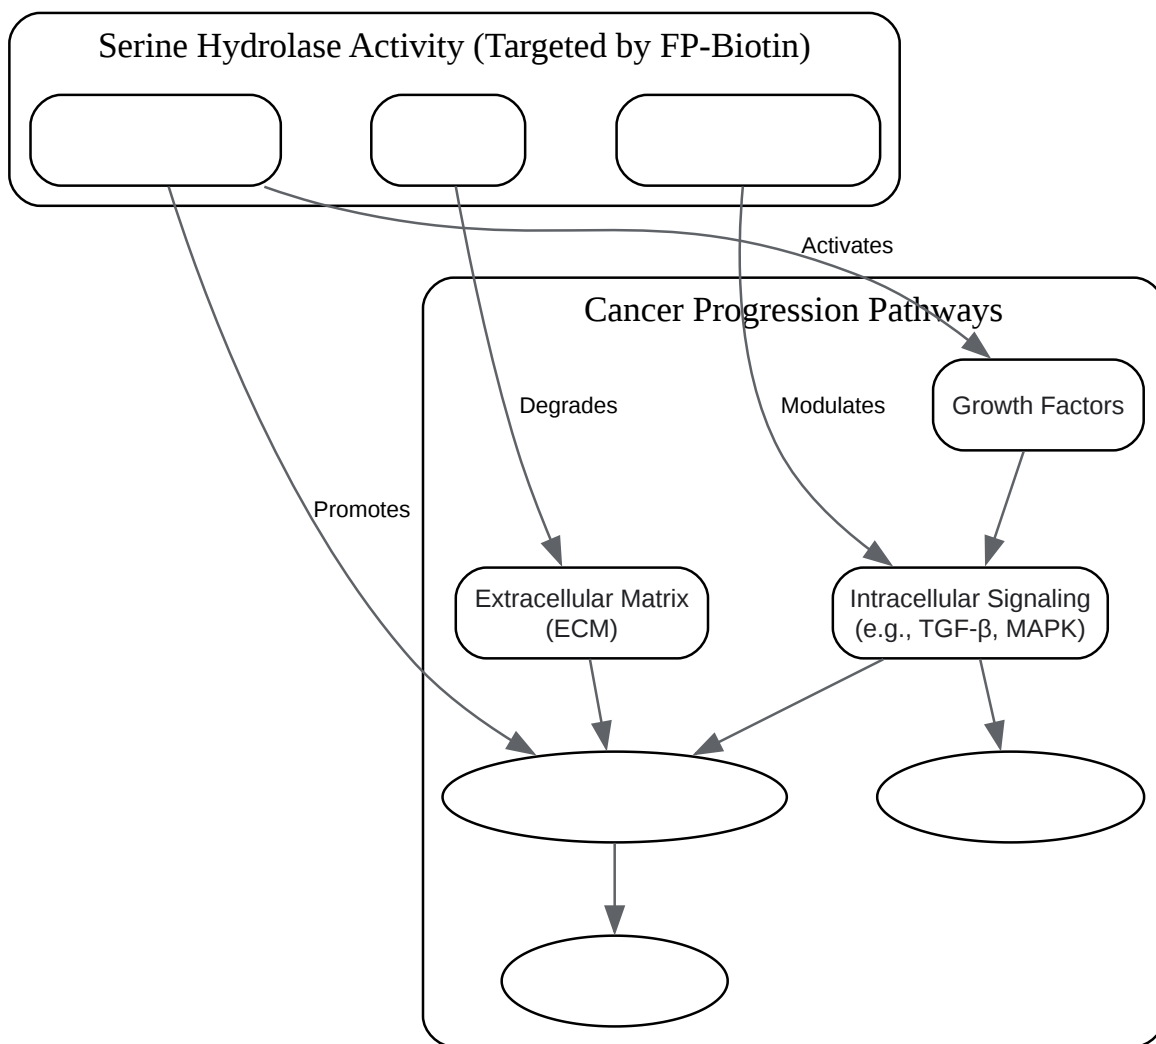 Serine Hydrolase Activity (Targeted by FP-Biotin)
Activates
Cancer Progression Pathways
Degrades
Modulates
Growth Factors
Promotes
Extracellular Matrix
(ECM)
Intracellular Signaling
(e.g., TGF-β, MAPK)